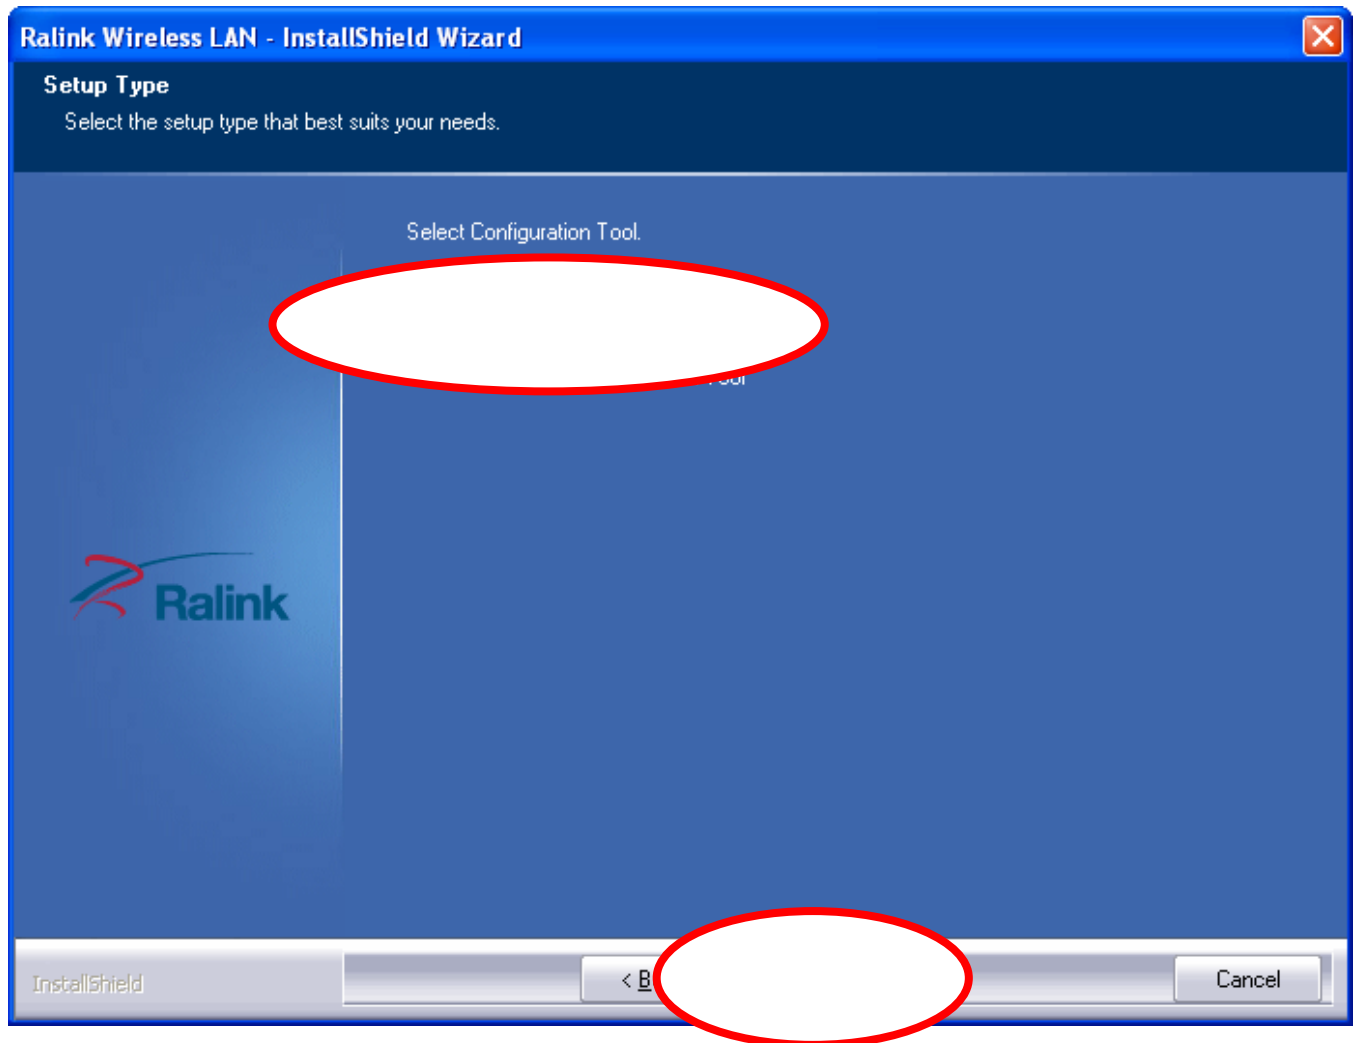 Ralink Wireless LAN - InstallShield Wizard
Setup Type
Select the setup type that best suits your needs.
Select Configuration Tool.
Ralink
InstallShield
< B
Cancel